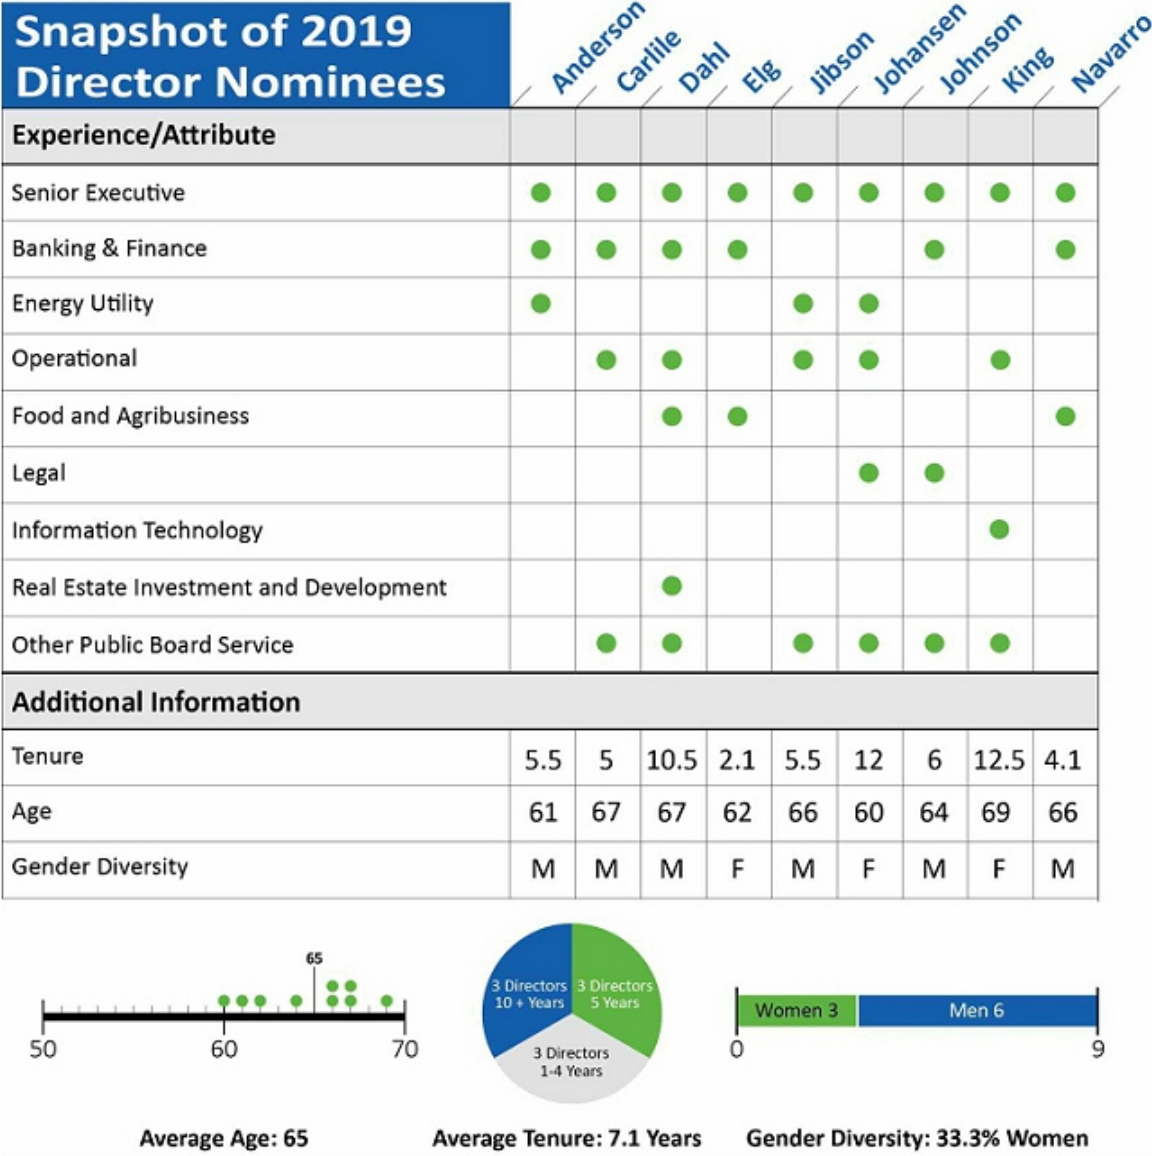 Snapshot of 2019
Director Nominees
Anderson
Carlile
Dahl
Elg
Jibson
Johansen
Johnson
King
Navarro
Experience/Attribute
Senior Executive
Banking & Finance
Energy Utility
Operational
Food and Agribusiness
Legal
Information Technology
Real Estate Investment and Development
Other Public Board Service
Additional Information
Tenure 5.5 5 10.5 2.1 5.5 12 6 12.5 4.1
Age 61 67 67 62 66 60 64 69 66
Gender Diversity M M M F M F M F M
65
50 60 70
3 Directors
10 + Years
3 Directors
5 Years
3 Directors
1-4 Years
Women 3 Men 6
0 9
Average Age: 65
Average Tenure: 7.1 Years
Gender Diversity: 33.3% Women